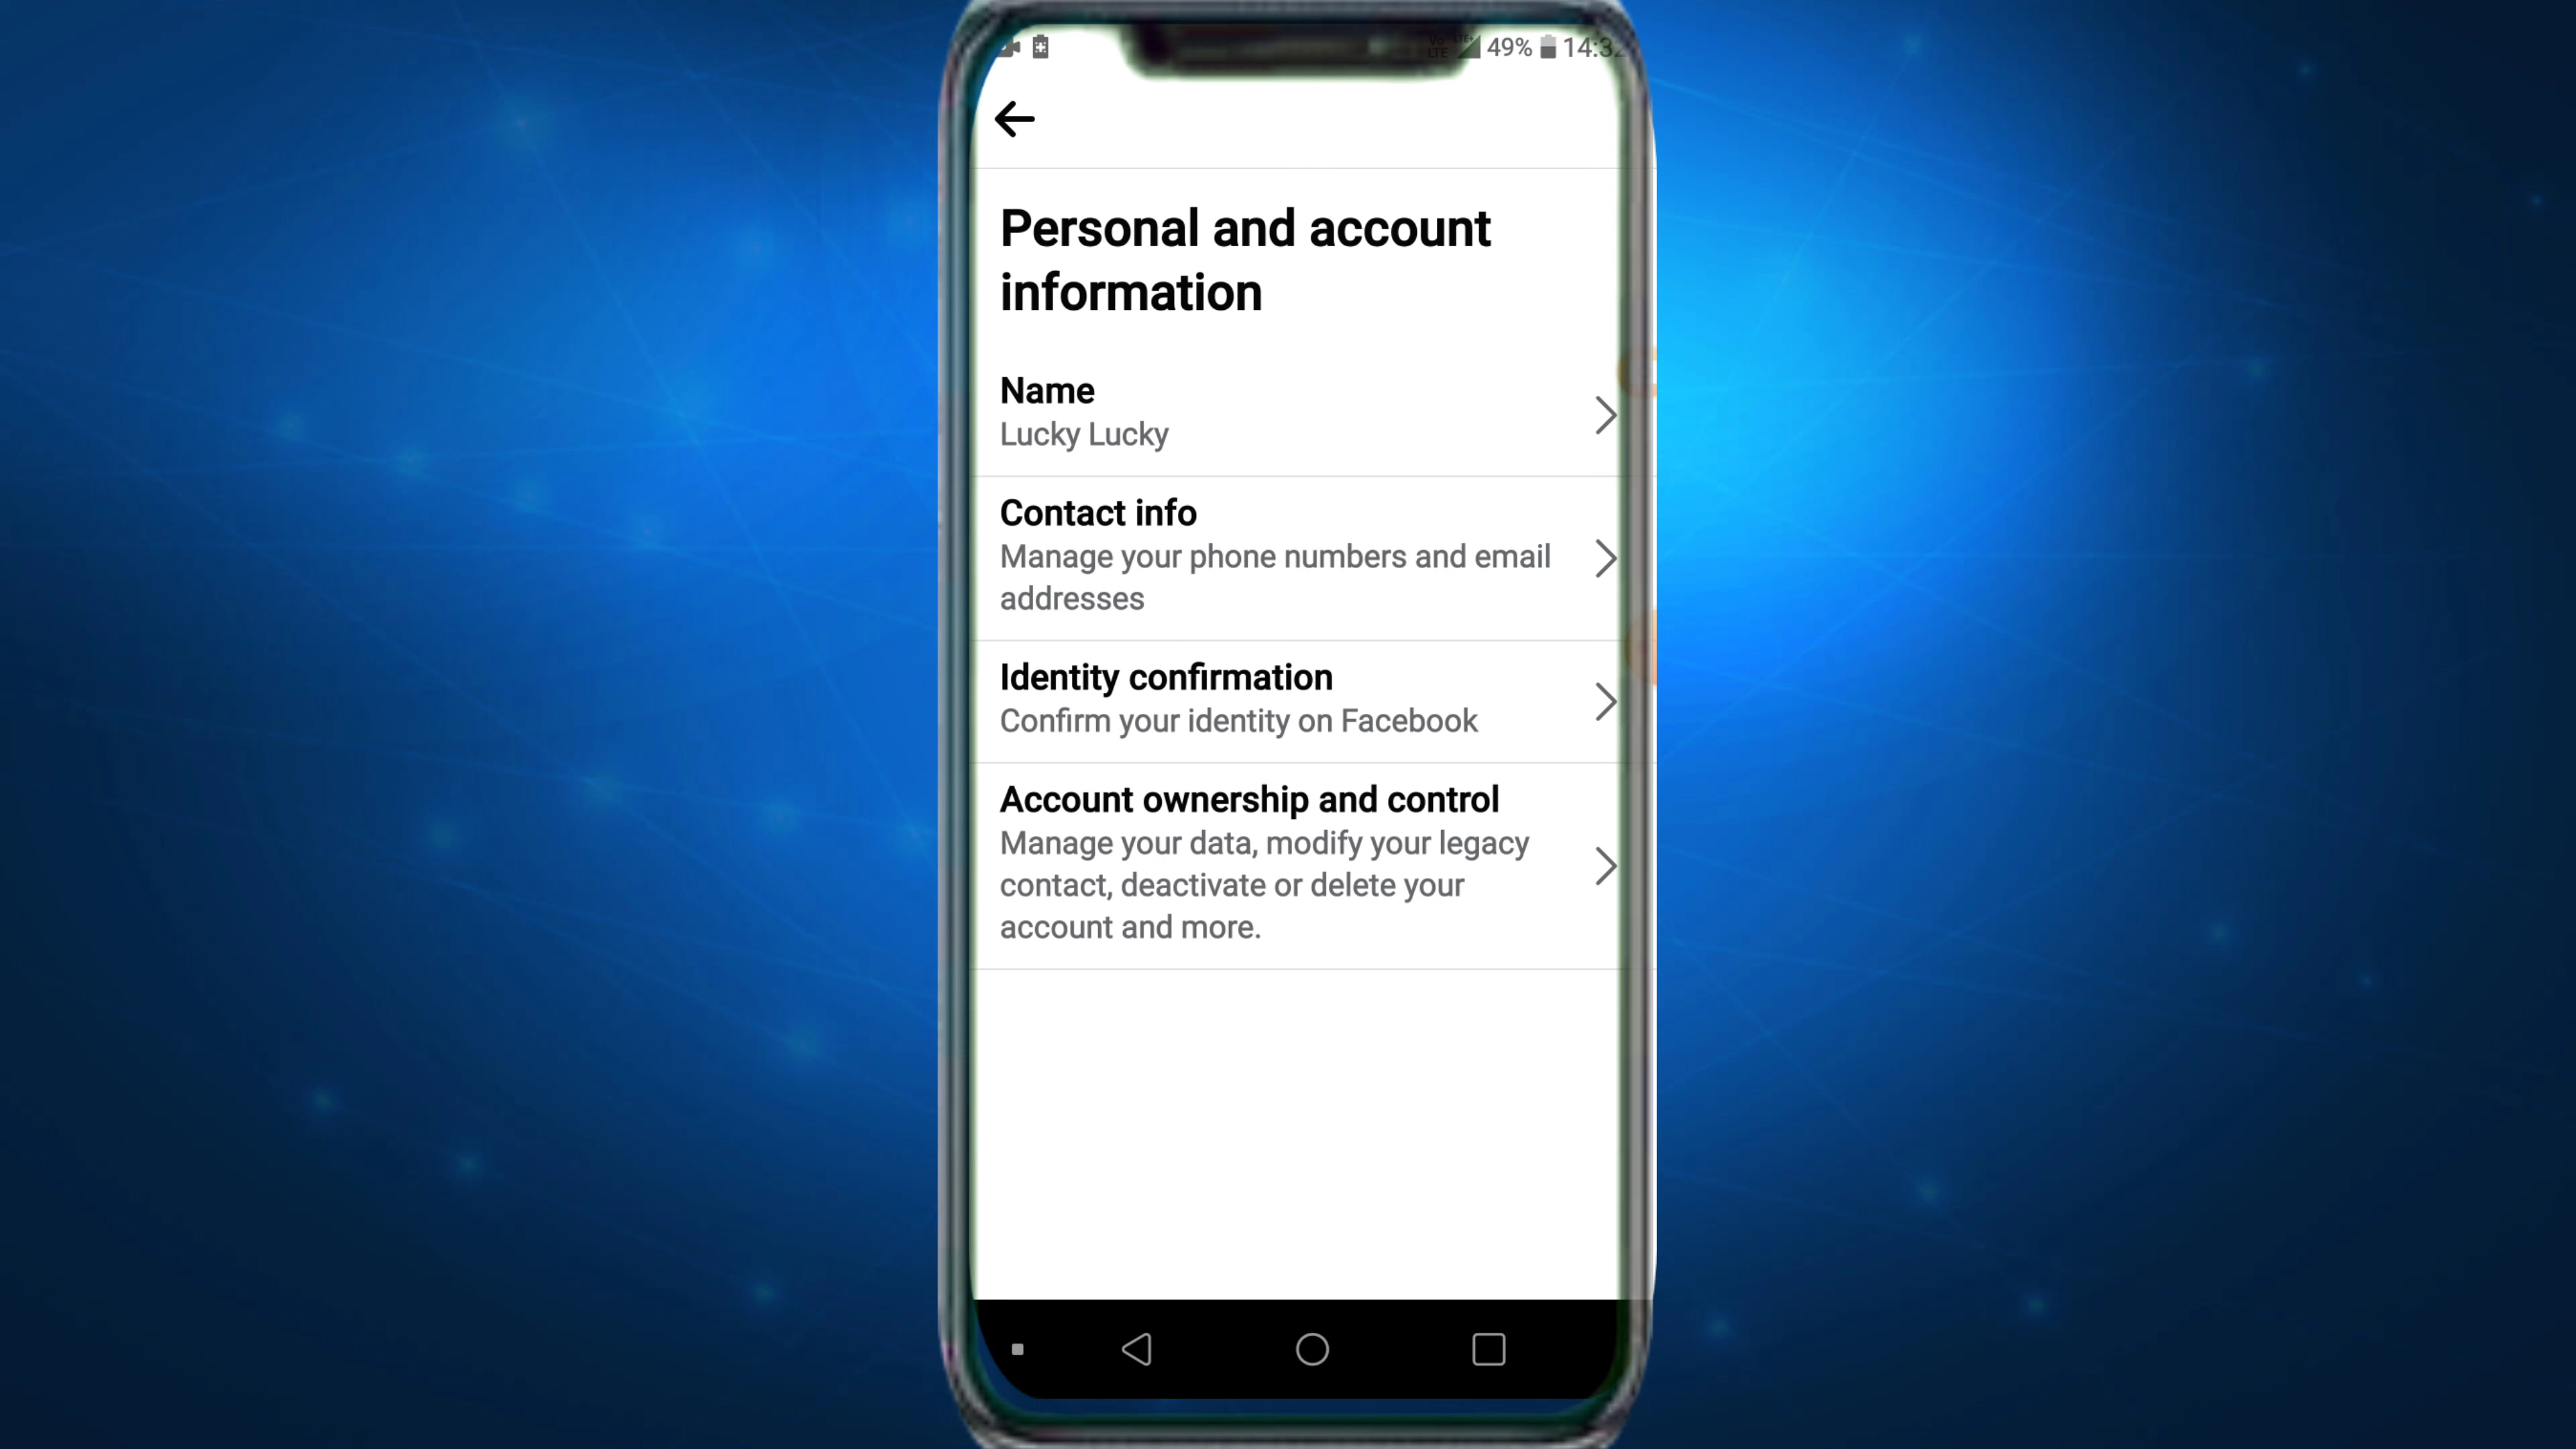 49%
Personal and account
information
Name
Lucky Lucky
Contact info
Manage your phone numbers and email
addresses
Identity confirmation
Confirm your identity on Facebook
Account ownership and control
Manage your data, modify your legacy
contact, deactivate or delete your
account and more.